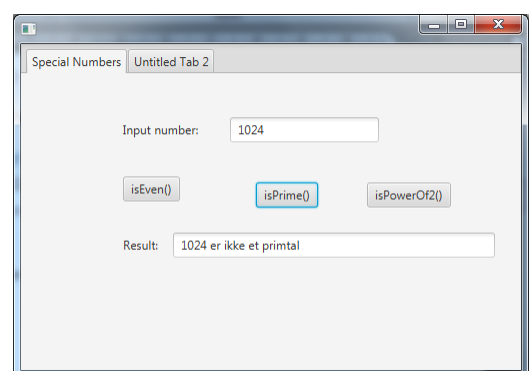 Special Numbers Untitled Tab 2
Input number: 1024
isEven() isPrime() isPowerOf2()
Result: 1024 er ikke et primtal